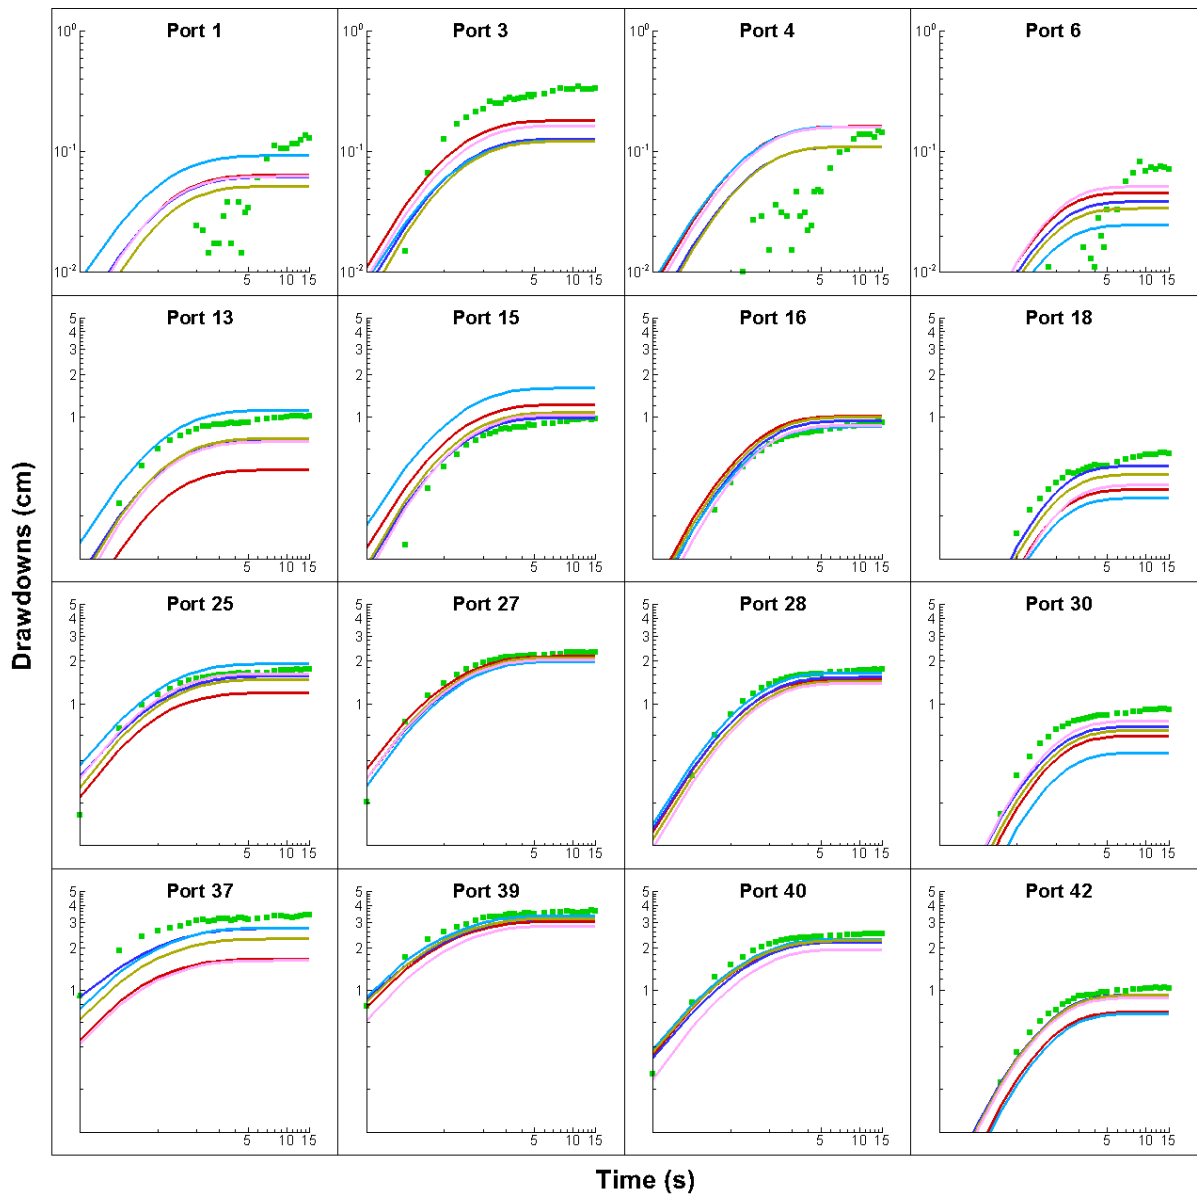 Port 1 Port 3 Port 4 Port 6
10⁰ 10⁰ 10⁰ 10⁰
10⁻¹ 10⁻¹ 10⁻¹ 10⁻¹
10⁻² 10⁻² 10⁻² 10⁻²
5 10 15 5 10 15 5 10 15 5 10 15
Port 13 Port 15 Port 16 Port 18
5 5 5 5
4 4 4 4
3 3 3 3
2 2 2 2
1 1 1 1
5 10 15 5 10 15 5 10 15 5 10 15
Drawdowns (cm)
Port 25 Port 27 Port 28 Port 30
5 5 5 5
4 4 4 4
3 3 3 3
2 2 2 2
1 1 1 1
5 10 15 5 10 15 5 10 15 5 10 15
Port 37 Port 39 Port 40 Port 42
5 5 5 5
4 4 4 4
3 3 3 3
2 2 2 2
1 1 1 1
5 10 15 5 10 15 5 10 15 5 10 15
Time (s)